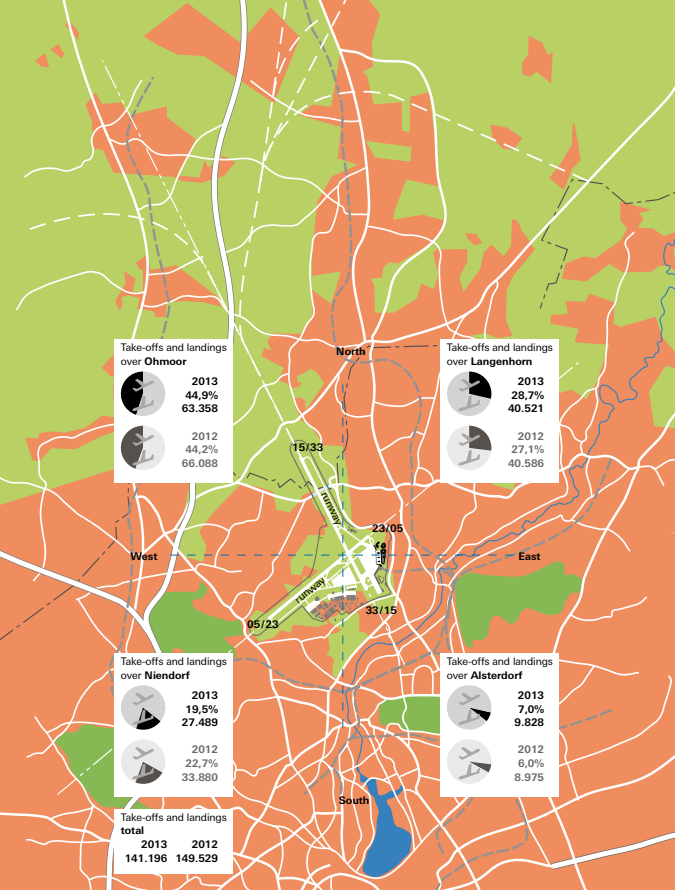 Take-offs and landings
over Ohmoor
2013
44,9%
63.358
2012
44,2%
66.088
North
Take-offs and landings
over Langenhorn
2013
28,7%
40.521
2012
27,1%
40.586
15/33
runway
23/05
West
East
runway
33/15
05/23
Take-offs and landings
over Niendorf
2013
19,5%
27.489
2012
22,7%
33.880
Take-offs and landings
over Alsterdorf
2013
7,0%
9.828
2012
6,0%
8.975
South
Take-offs and landings
total
2013 2012
141.196 149.529